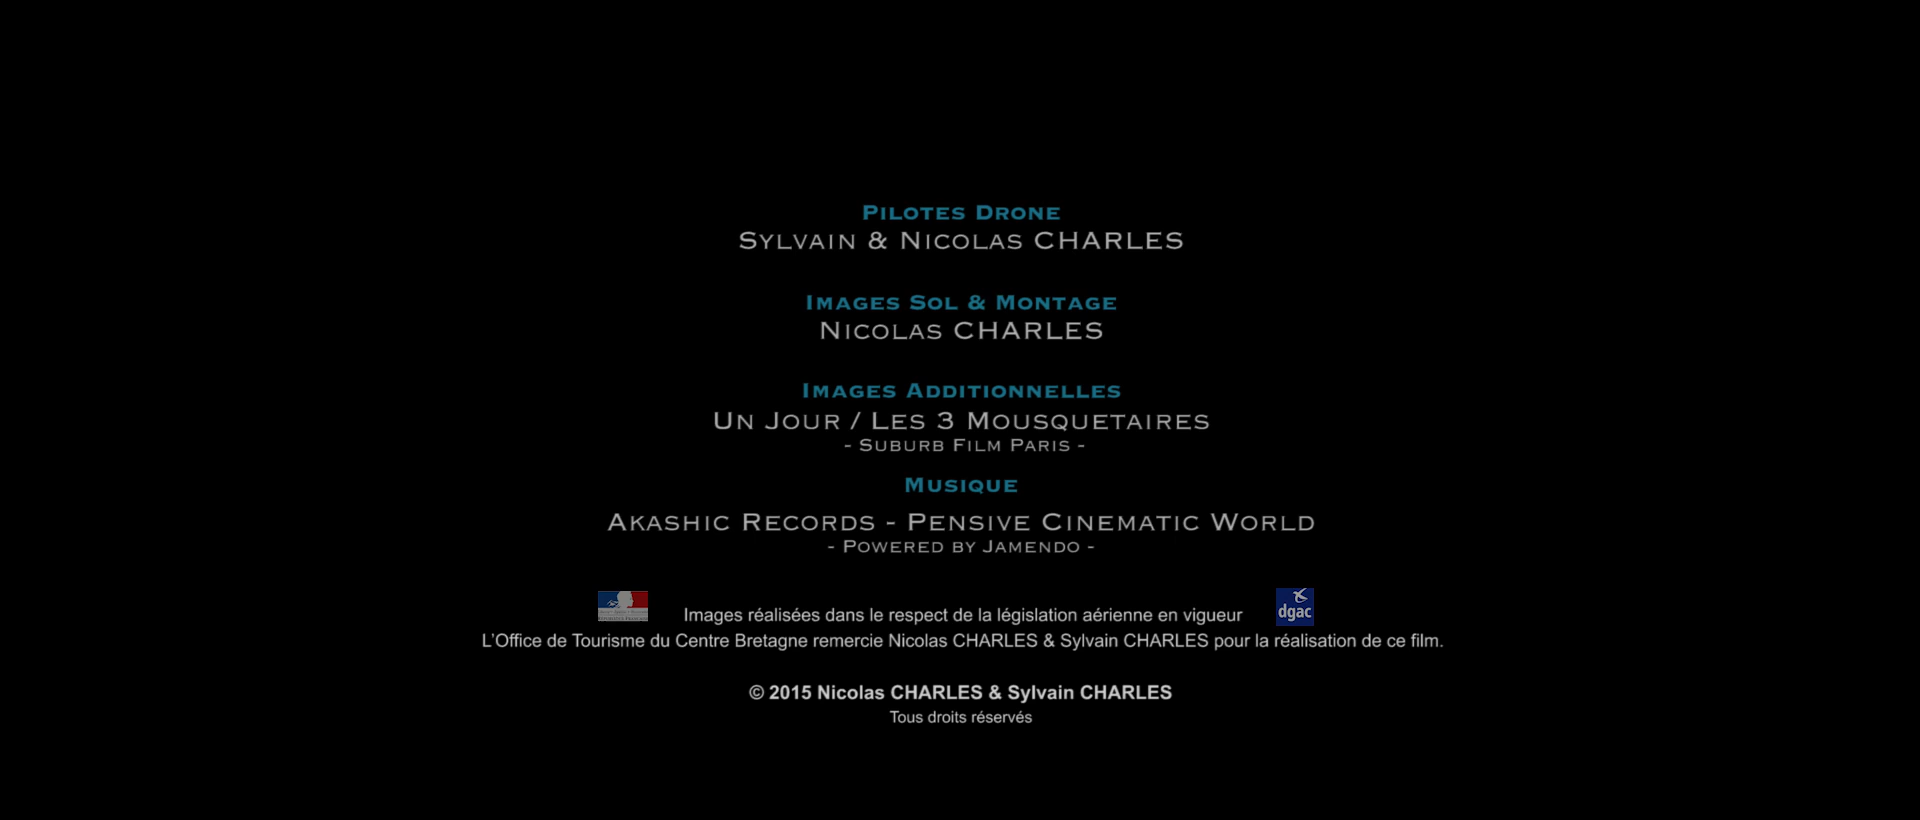 PILOTES DRONE
SYLVAIN & NICOLAS CHARLES
IMAGES SOL & MONTAGE
NICOLAS CHARLES
IMAGES ADDITIONNELLES
UN JOUR / LES 3 MOUSQUETAIRES
- SUBURB FILM PARIS -
MUSIQUE
AKASHIC RECORDS - PENSIVE CINEMATIC WORLD
- POWERED BY JAMENDO -
Images réalisées dans le respect de la législation aérienne en vigueur
dgac
L'Office de Tourisme du Centre Bretagne remercie Nicolas CHARLES & Sylvain CHARLES pour la réalisation de ce film.
© 2015 Nicolas CHARLES & Sylvain CHARLES
Tous droits réservés